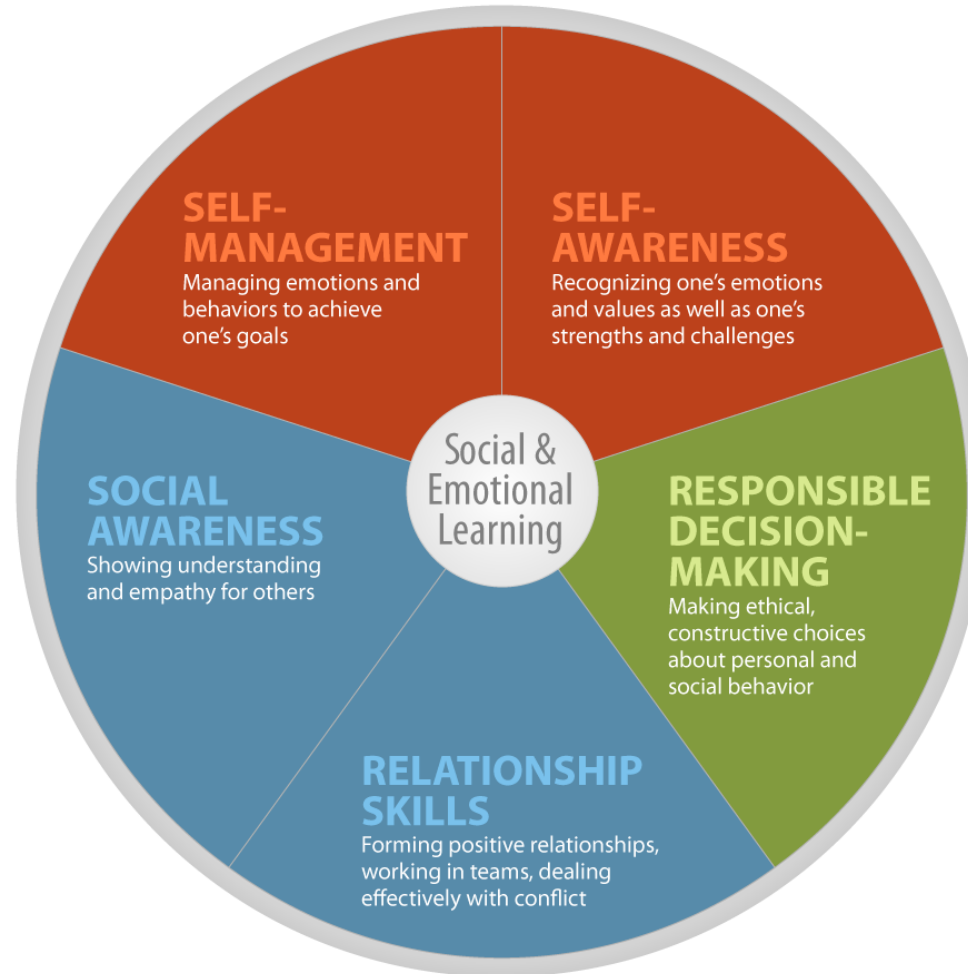 SELF-
MANAGEMENT
Managing emotions and
behaviors to achieve
one’s goals
SELF-
AWARENESS
Recognizing one’s emotions
and values as well as one’s
strengths and challenges
Social &
Emotional
Learning
SOCIAL
AWARENESS
Showing understanding
and empathy for others
RESPONSIBLE
DECISION-
MAKING
Making ethical,
constructive choices
about personal and
social behavior
RELATIONSHIP
SKILLS
Forming positive relationships,
working in teams, dealing
effectively with conflict